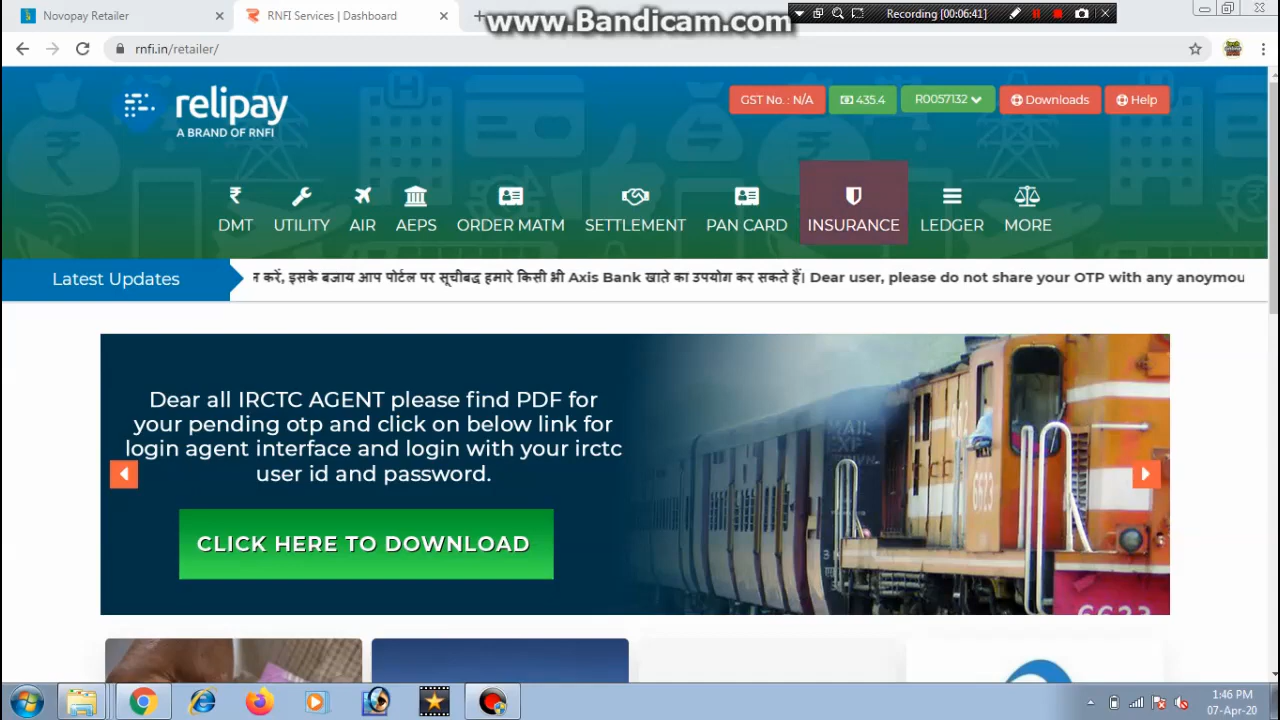 Novopay Retailer
RNFI Services | Dashboard
www.Bandicam.com
Recording [00:06:41]
rnfi.in/retailer/
relipay
A BRAND OF RNFI
GST No. : N/A
435.4
R0057132
Downloads
Help
DMT
UTILITY
AIR
AEPS
ORDER MATM
SETTLEMENT
PAN CARD
INSURANCE
LEDGER
MORE
Latest Updates
करें, इसके बजाय आप पोर्टल पर सूचीबद्ध हमारे किसी भी Axis Bank खाते का उपयोग कर सकते हैं| Dear user, please do not share your OTP with any anoymou
Dear all IRCTC AGENT please find PDF for
your pending otp and click on below link for
login agent interface and login with your irctc
user id and password.
CLICK HERE TO DOWNLOAD
6623
6623
1:46 PM
07-Apr-20